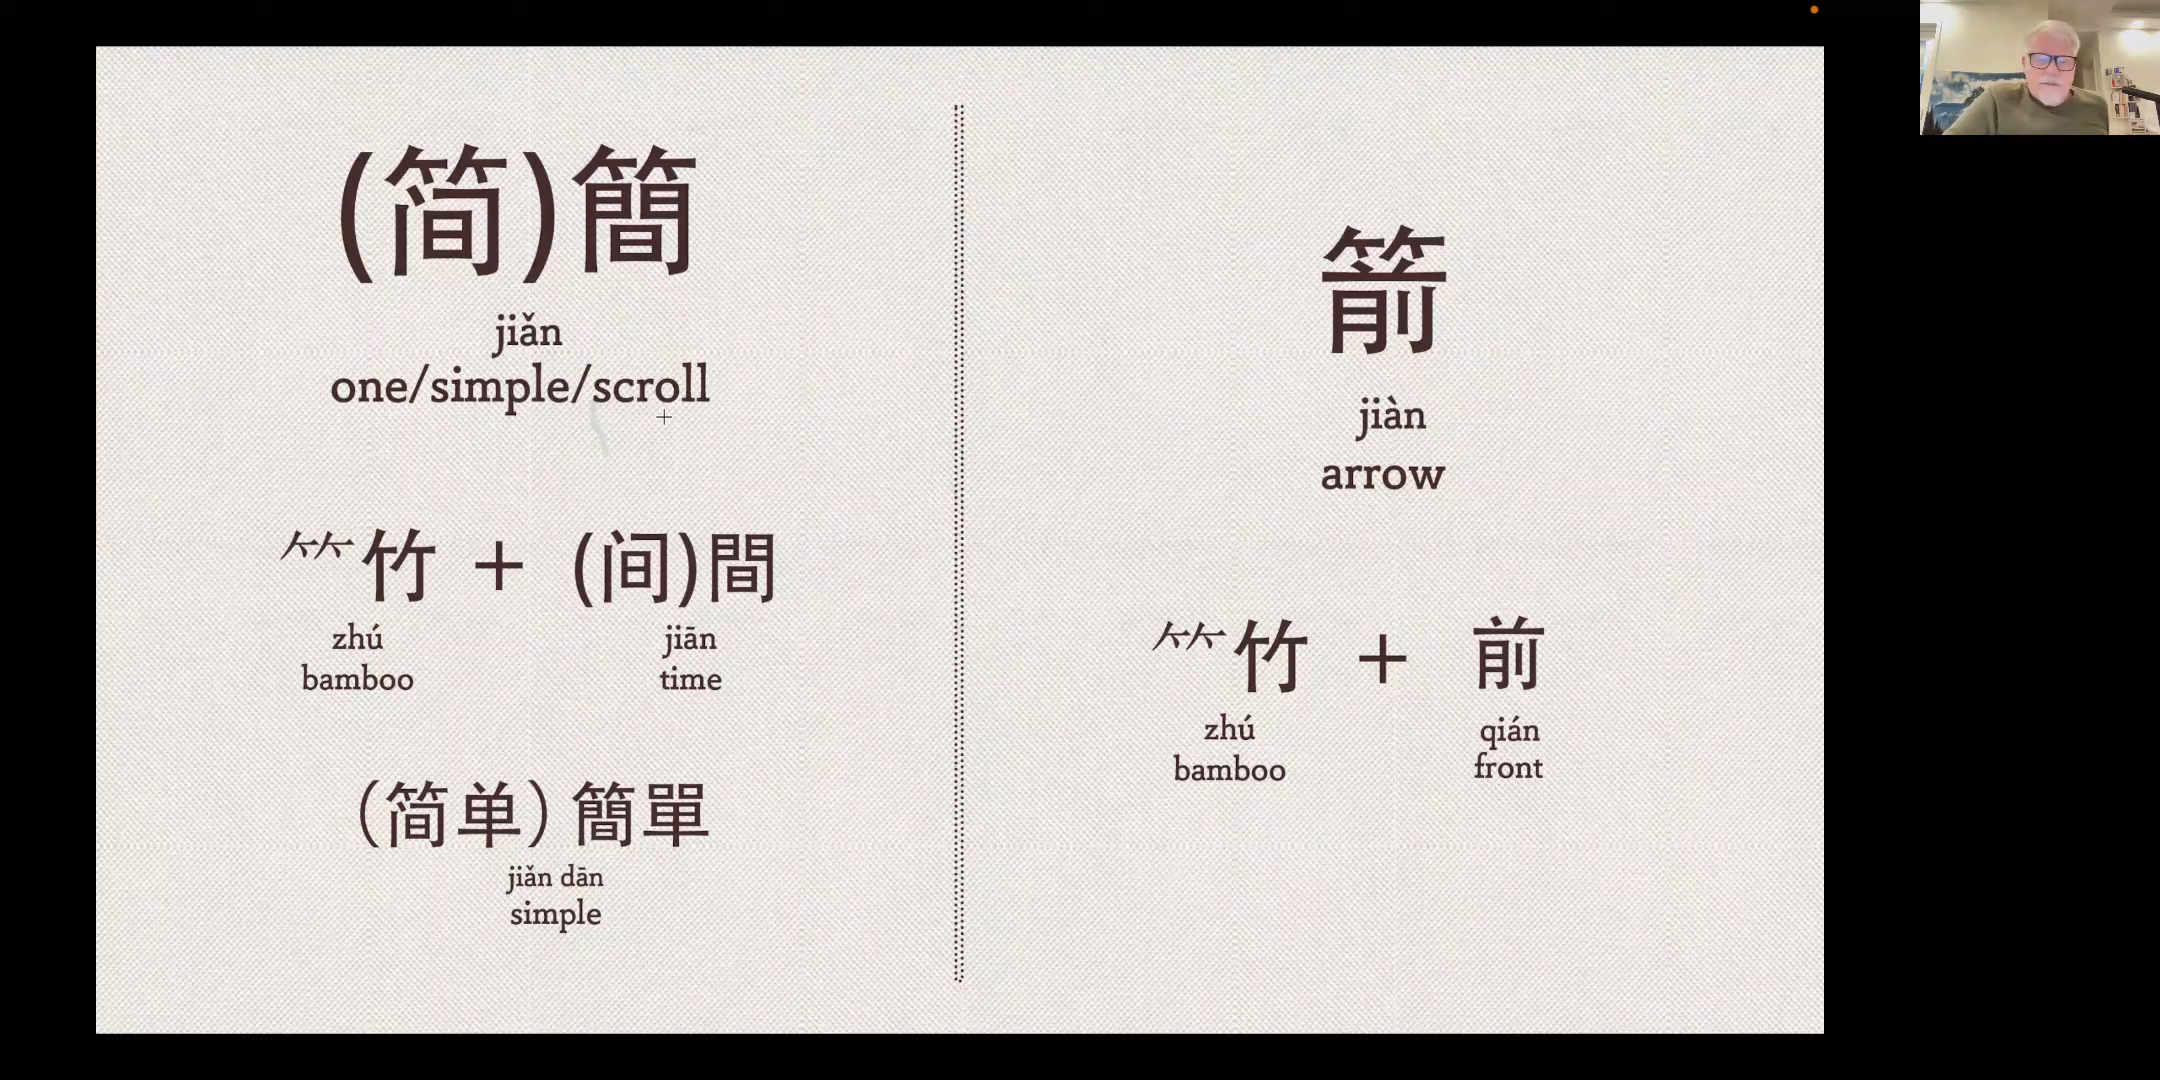 (简)簡
jiǎn
one/simple/scroll
⺮竹 + (间)間
zhú jiān
bamboo time
(简单)簡單
jiǎn dān
simple
箭
jiàn
arrow
⺮竹 + 前
zhú qián
bamboo front